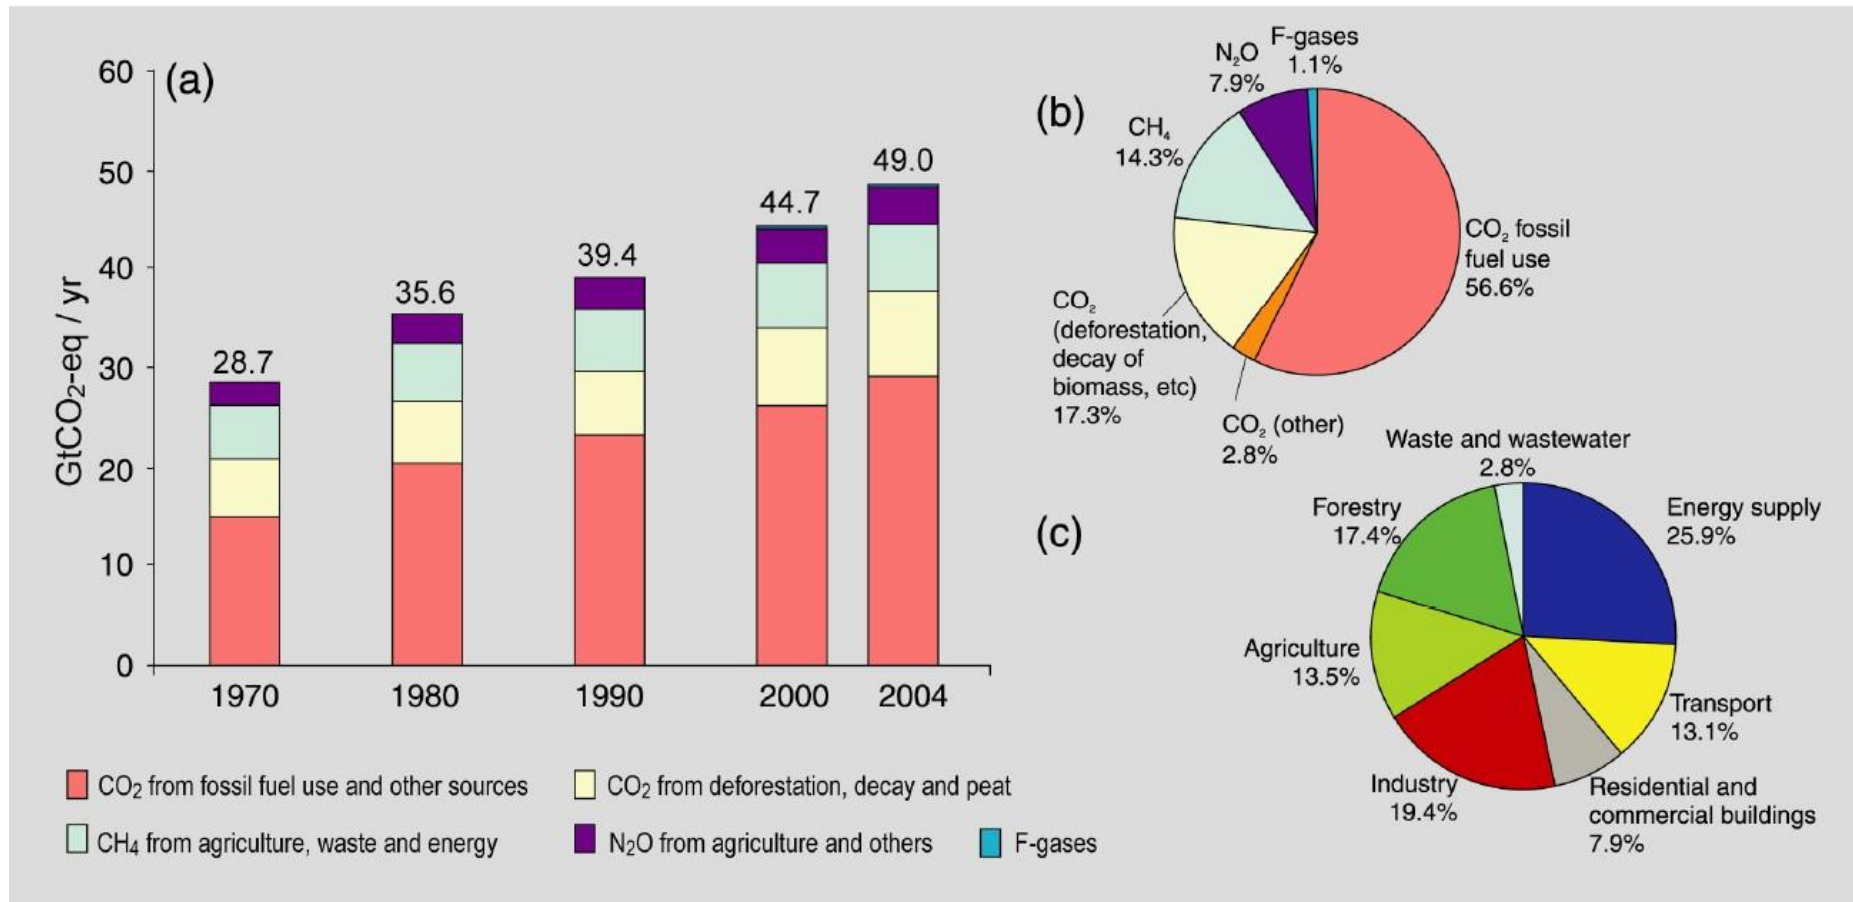 (a)
GtCO₂-eq / yr
60
50
40
30
20
10
0
28.7
35.6
39.4
44.7
49.0
1970
1980
1990
2000
2004
CO₂ from fossil fuel use and other sources
CO₂ from deforestation, decay and peat
CH₄ from agriculture, waste and energy
N₂O from agriculture and others
F-gases
(b)
F-gases
1.1%
N₂O
7.9%
CH₄
14.3%
CO₂ fossil
fuel use
56.6%
CO₂
(deforestation,
decay of
biomass, etc)
17.3%
CO₂ (other)
2.8%
(c)
Waste and wastewater
2.8%
Forestry
17.4%
Energy supply
25.9%
Agriculture
13.5%
Transport
13.1%
Industry
19.4%
Residential and
commercial buildings
7.9%